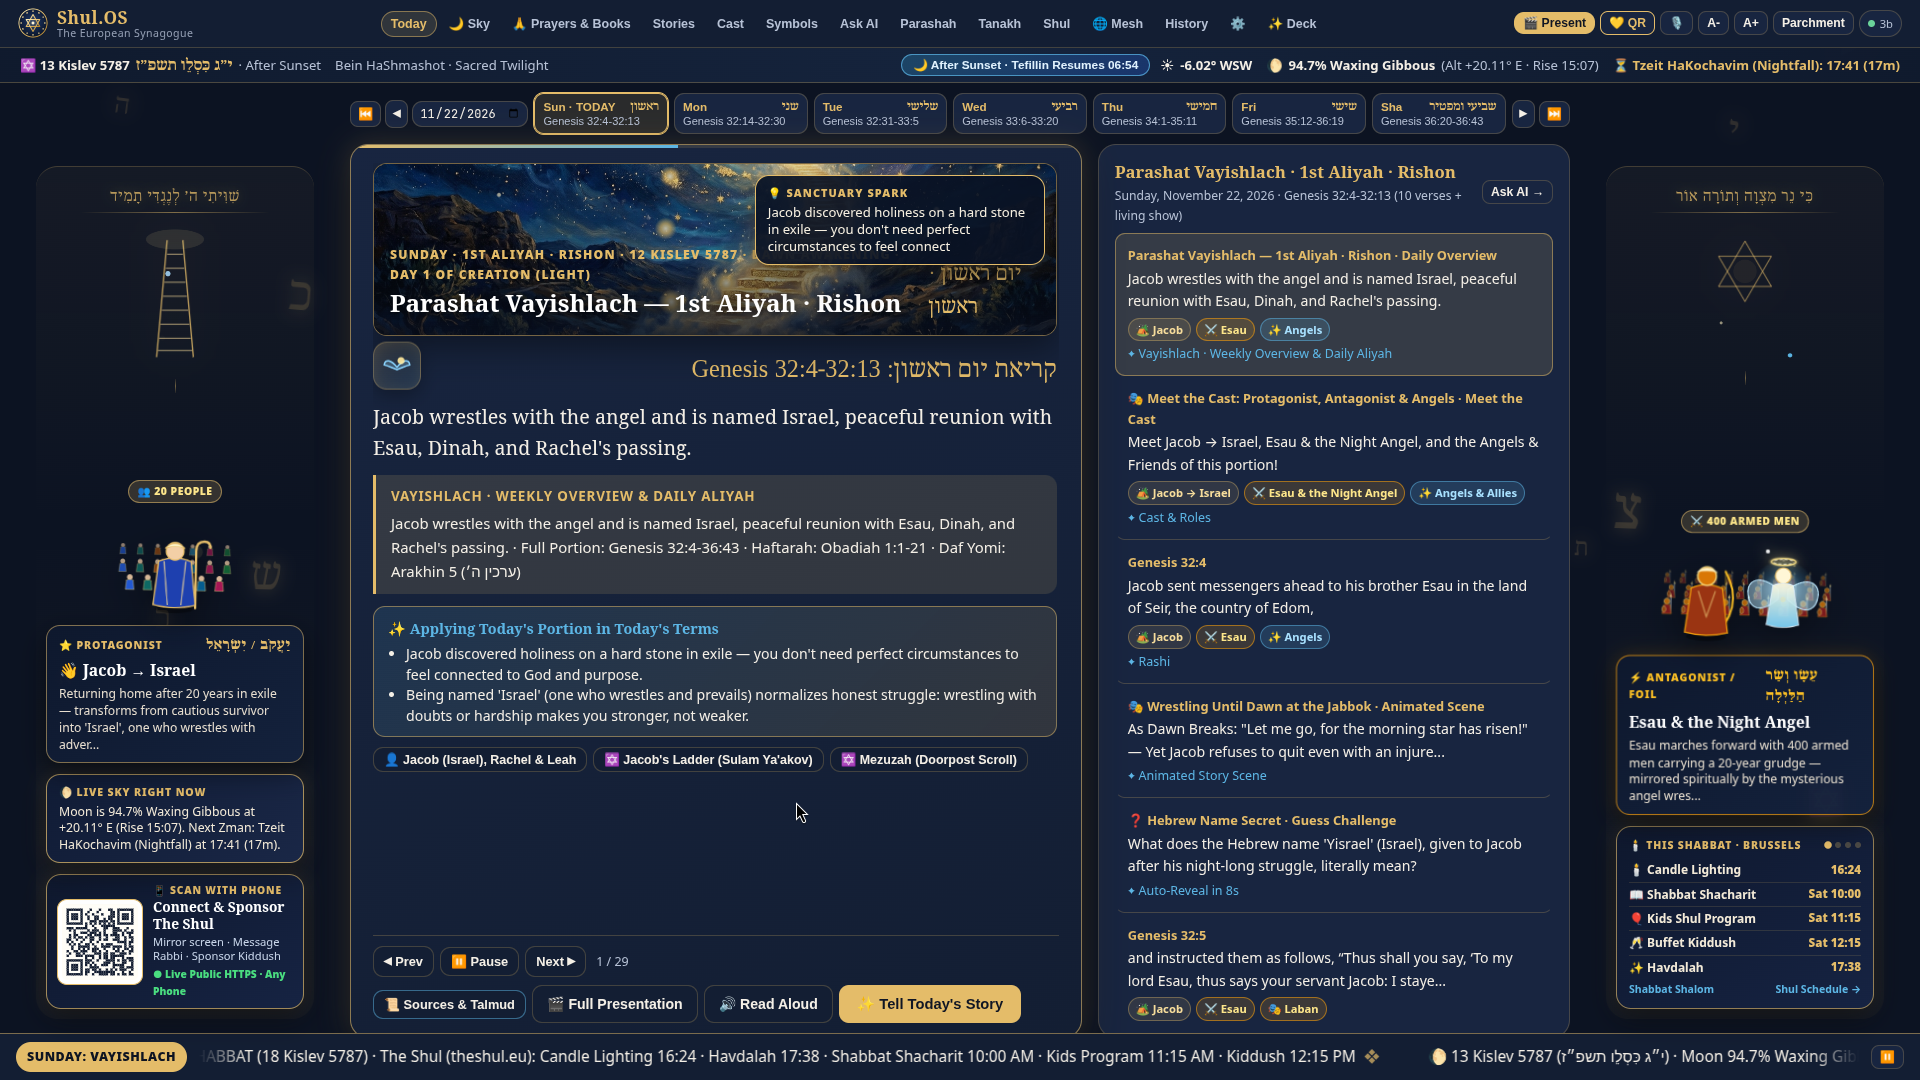 Shul.OS
The European Synagogue
Today
🌙 Sky
🙏 Prayers & Books
Stories
Cast
Symbols
Ask AI
Parashah
Tanakh
Shul
🌐 Mesh
History
⚙️
✨ Deck
🎬 Present
💛 QR
A-
A+
Parchment
3b
🔯 13 Kislev 5787 י״ג כִּסְלֵו תשפ״ז · After Sunset Bein HaShmashot · Sacred Twilight
🌙 After Sunset · Tefillin Resumes 06:54
☀ -6.02° WSW
🌔 94.7% Waxing Gibbous (Alt +20.11° E · Rise 15:07)
⏳ Tzeit HaKochavim (Nightfall): 17:41 (17m)
11/22/2026
Sun · TODAY ראשון
Genesis 32:4-32:13
Mon שני
Genesis 32:14-32:30
Tue שלישי
Genesis 32:31-33:5
Wed רביעי
Genesis 33:6-33:20
Thu חמישי
Genesis 34:1-35:11
Fri שישי
Genesis 35:12-36:19
Sha שביעי ומפטיר
Genesis 36:20-36:43
שִׁוִּיתִי ה׳ לְנֶגְדִּי תָמִיד
👥 20 PEOPLE
⭐ PROTAGONIST יַעֲקֹב / יִשְׂרָאֵל
👋 Jacob → Israel
Returning home after 20 years in exile
— transforms from cautious survivor
into 'Israel', one who wrestles with
adver...
🌔 LIVE SKY RIGHT NOW
Moon is 94.7% Waxing Gibbous at
+20.11° E (Rise 15:07). Next Zman: Tzeit
HaKochavim (Nightfall) at 17:41 (17m).
📱 SCAN WITH PHONE
Connect & Sponsor
The Shul
Mirror screen · Message
Rabbi · Sponsor Kiddush
● Live Public HTTPS · Any
Phone
💡 SANCTUARY SPARK
Jacob discovered holiness on a hard stone
in exile — you don't need perfect
circumstances to feel connect
SUNDAY · 1ST ALIYAH · RISHON · 12 KISLEV 5787 ·
DAY 1 OF CREATION (LIGHT)
Parashat Vayishlach — 1st Aliyah · Rishon
יום ראשון ·
ראשון
קריאת יום ראשון: Genesis 32:4-32:13
Jacob wrestles with the angel and is named Israel, peaceful reunion with
Esau, Dinah, and Rachel's passing.
VAYISHLACH · WEEKLY OVERVIEW & DAILY ALIYAH
Jacob wrestles with the angel and is named Israel, peaceful reunion with Esau, Dinah, and
Rachel's passing. · Full Portion: Genesis 32:4-36:43 · Haftarah: Obadiah 1:1-21 · Daf Yomi:
Arakhin 5 (ערכין ה׳)
✨ Applying Today's Portion in Today's Terms
• Jacob discovered holiness on a hard stone in exile — you don't need perfect circumstances to
feel connected to God and purpose.
• Being named 'Israel' (one who wrestles and prevails) normalizes honest struggle: wrestling with
doubts or hardship makes you stronger, not weaker.
👤 Jacob (Israel), Rachel & Leah
🔯 Jacob's Ladder (Sulam Ya'akov)
🔯 Mezuzah (Doorpost Scroll)
◀ Prev
⏸ Pause
Next ▶
1 / 29
📜 Sources & Talmud
🎬 Full Presentation
🔊 Read Aloud
✨ Tell Today's Story
Parashat Vayishlach · 1st Aliyah · Rishon
Sunday, November 22, 2026 · Genesis 32:4-32:13 (10 verses +
living show)
Ask AI →
Parashat Vayishlach — 1st Aliyah · Rishon · Daily Overview
Jacob wrestles with the angel and is named Israel, peaceful
reunion with Esau, Dinah, and Rachel's passing.
🏕️ Jacob ⚔️ Esau ✨ Angels
✦ Vayishlach · Weekly Overview & Daily Aliyah
🎭 Meet the Cast: Protagonist, Antagonist & Angels · Meet the
Cast
Meet Jacob → Israel, Esau & the Night Angel, and the Angels &
Friends of this portion!
🏕️ Jacob → Israel ⚔️ Esau & the Night Angel ✨ Angels & Allies
✦ Cast & Roles
Genesis 32:4
Jacob sent messengers ahead to his brother Esau in the land
of Seir, the country of Edom,
🏕️ Jacob ⚔️ Esau ✨ Angels
✦ Rashi
🎭 Wrestling Until Dawn at the Jabbok · Animated Scene
As Dawn Breaks: "Let me go, for the morning star has risen!"
— Yet Jacob refuses to quit even with an injure...
✦ Animated Story Scene
❓ Hebrew Name Secret · Guess Challenge
What does the Hebrew name 'Yisrael' (Israel), given to Jacob
after his night-long struggle, literally mean?
✦ Auto-Reveal in 8s
Genesis 32:5
and instructed them as follows, “Thus shall you say, ‘To my
lord Esau, thus says your servant Jacob: I staye...
🏕️ Jacob ⚔️ Esau 🎭 Laban
כִּי נֵר מִצְוָה וְתוֹרָה אוֹר
⚔️ 400 ARMED MEN
⚡ ANTAGONIST /
FOIL
עֵשָׂו וְשַׂר
הַלַּיְלָה
Esau & the Night Angel
Esau marches forward with 400 armed
men carrying a 20-year grudge —
mirrored spiritually by the mysterious
angel wres...
🕯️ THIS SHABBAT · BRUSSELS
🕯️ Candle Lighting 16:24
📖 Shabbat Shacharit Sat 10:00
🎈 Kids Shul Program Sat 11:15
🥂 Buffet Kiddush Sat 12:15
✨ Havdalah 17:38
Shabbat Shalom Shul Schedule →
ה
כ
ש
ר
י
צ
ת
SUNDAY: VAYISHLACH
ABBAT (18 Kislev 5787) · The Shul (theshul.eu): Candle Lighting 16:24 · Havdalah 17:38 · Shabbat Shacharit 10:00 AM · Kids Program 11:15 AM · Kiddush 12:15 PM ❖ 🌔 13 Kislev 5787 (י״ג כִּסְלֵו תשפ״ז) · Moon 94.7% Waxing Gib